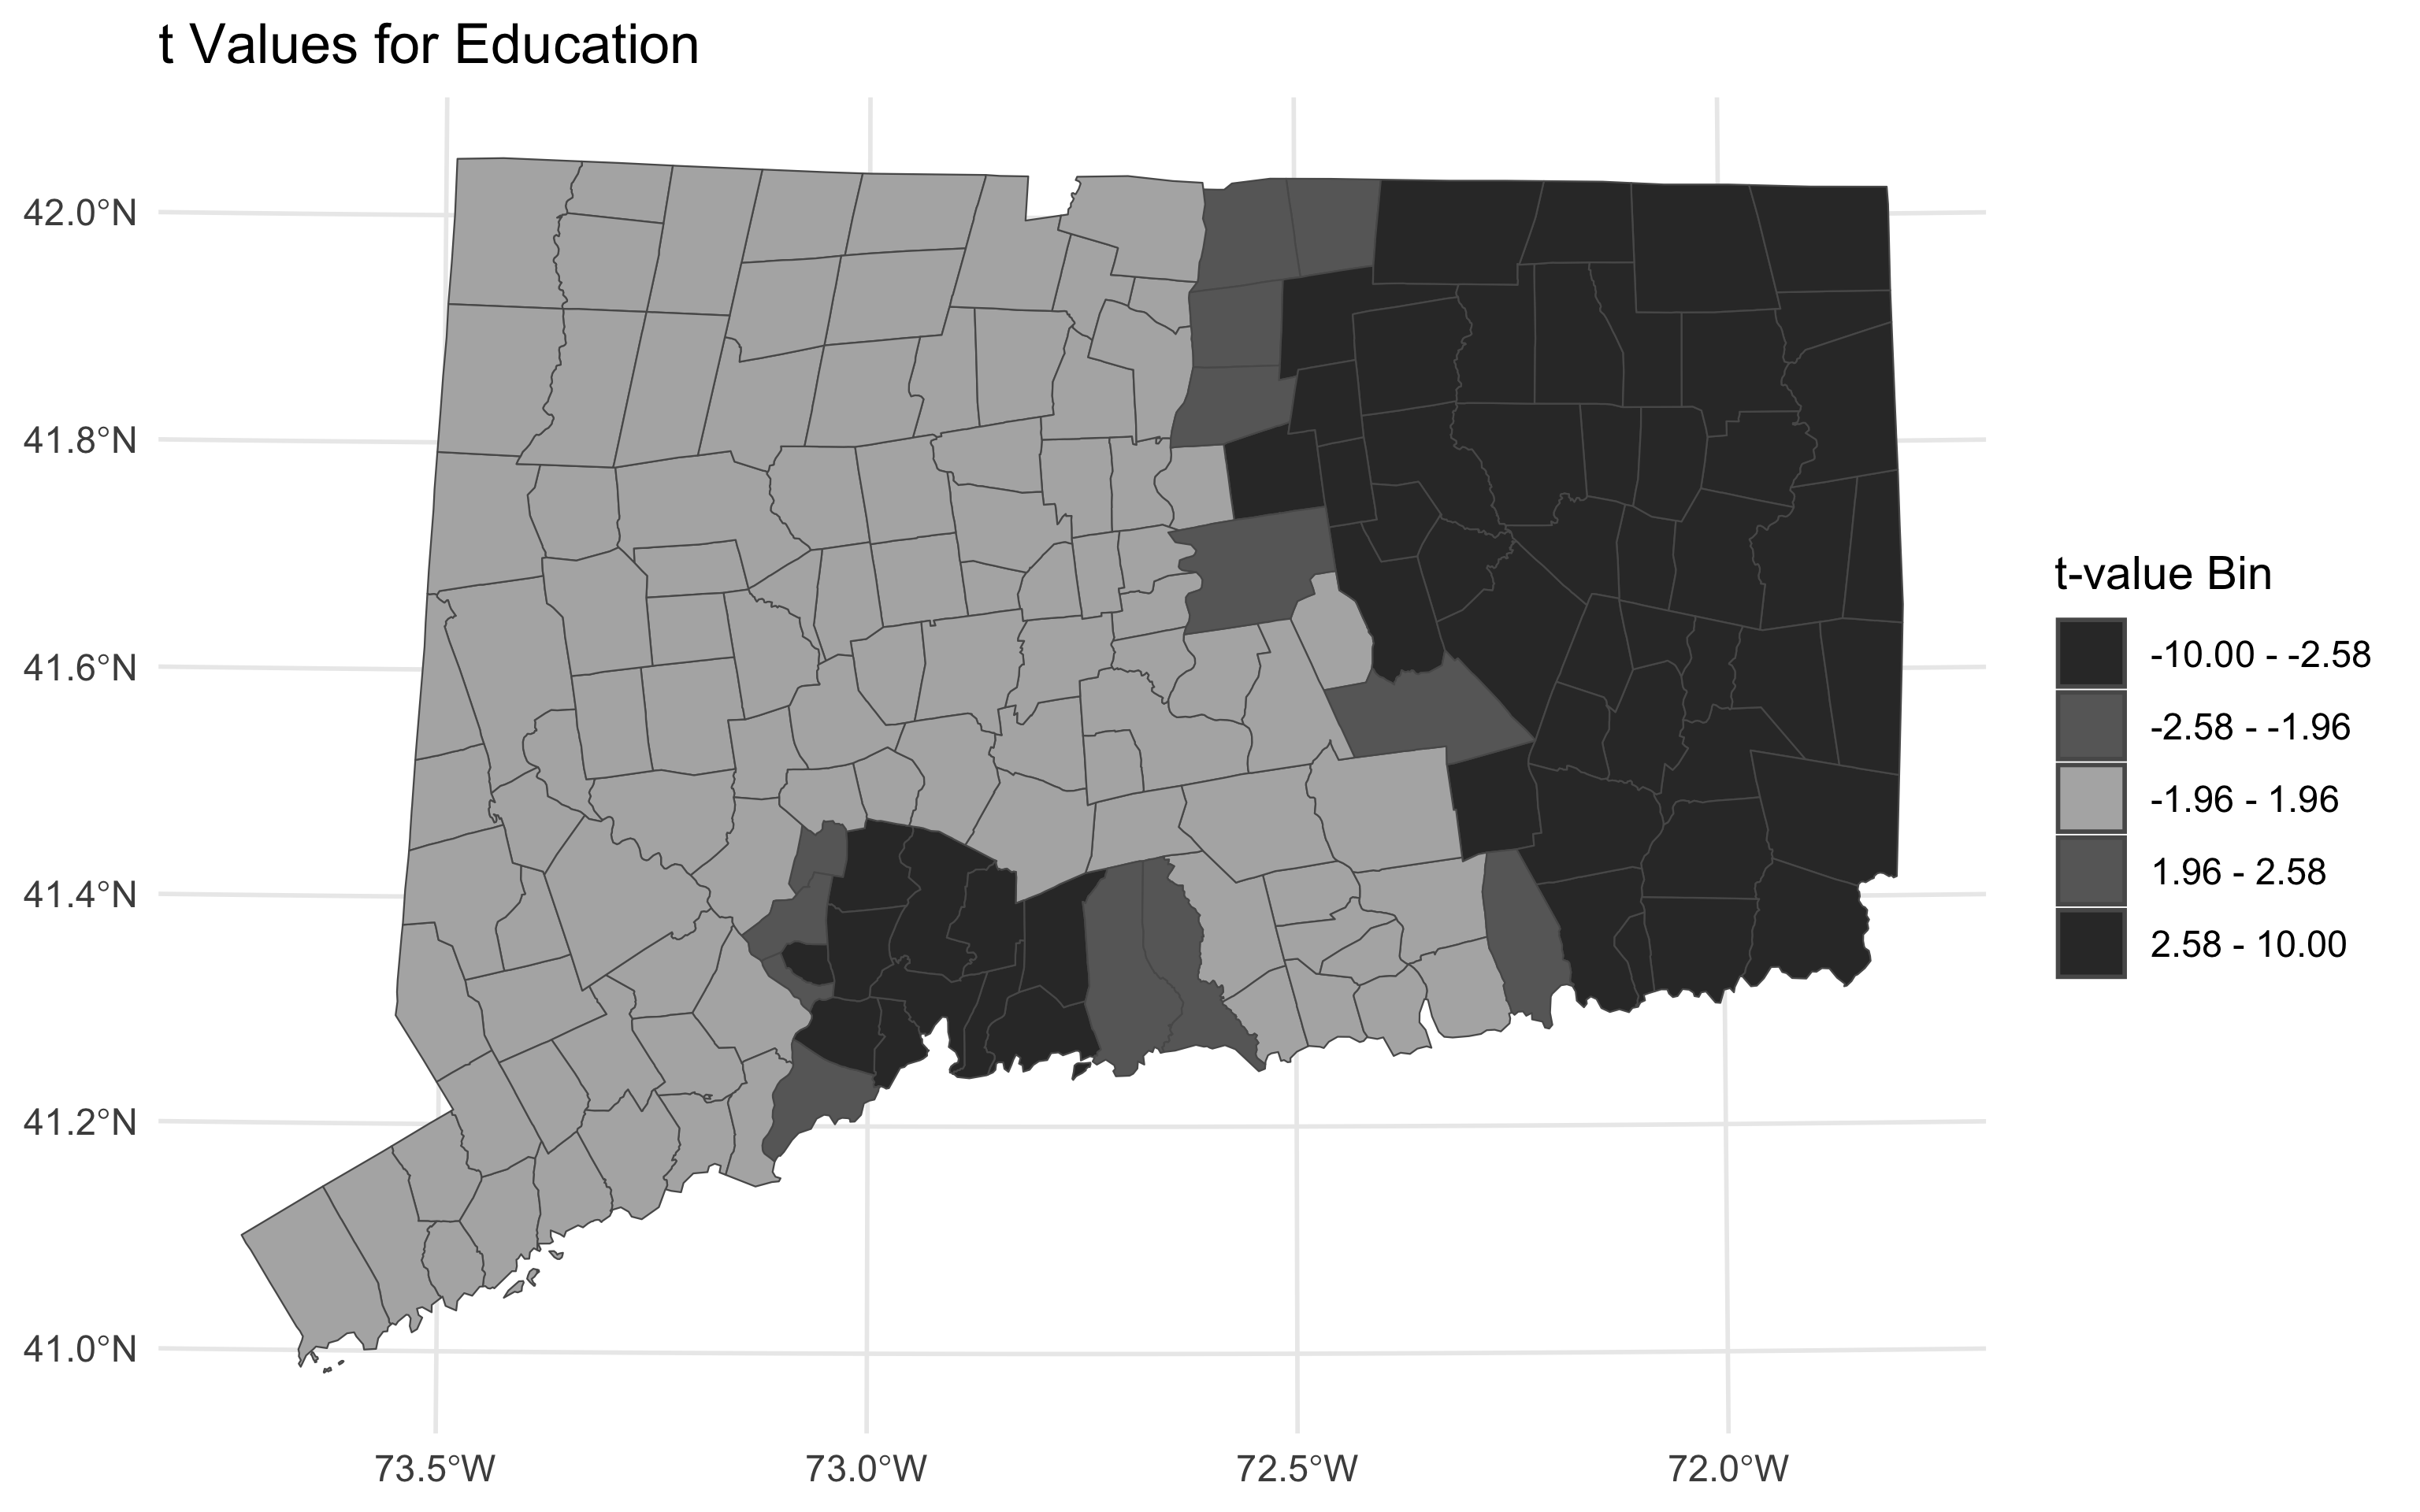 t Values for Education
42.0°N
41.8°N
41.6°N
41.4°N
41.2°N
41.0°N
73.5°W
73.0°W
72.5°W
72.0°W
t-value Bin
-10.00 - -2.58
-2.58 - -1.96
-1.96 - 1.96
1.96 - 2.58
2.58 - 10.00